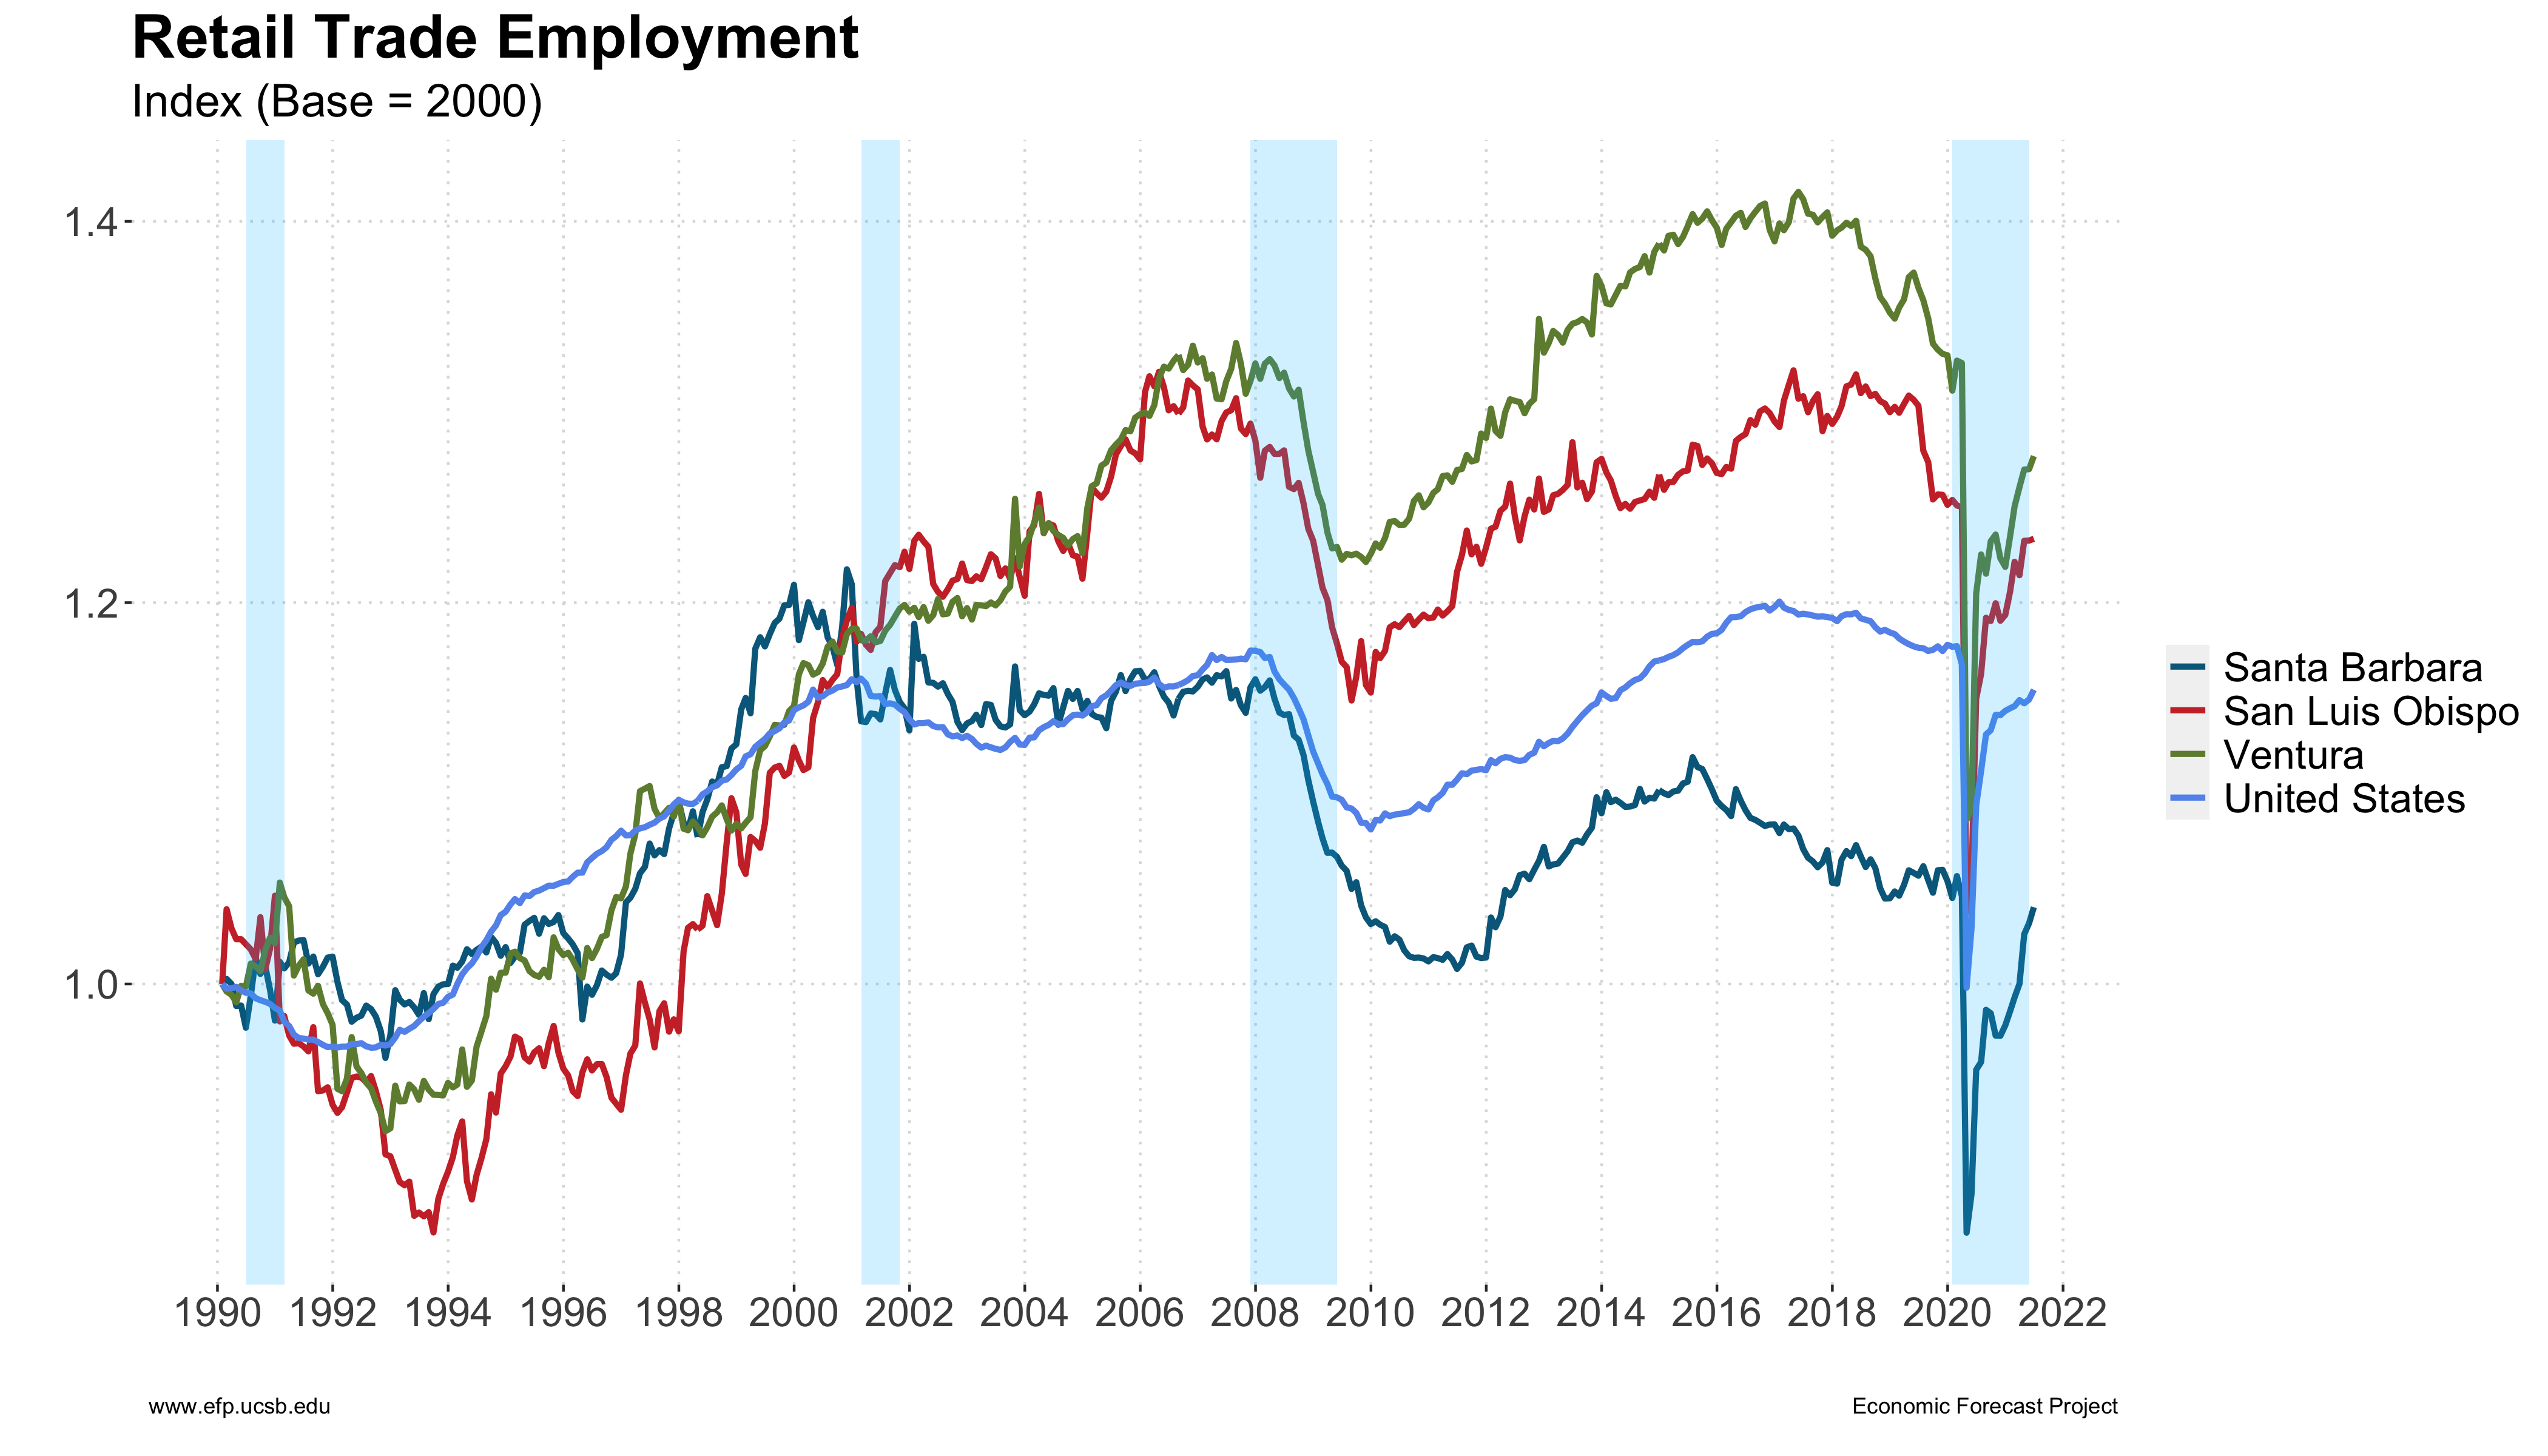 Retail Trade Employment
Index (Base = 2000)
1.4
1.2
1.0
1990 1992 1994 1996 1998 2000 2002 2004 2006 2008 2010 2012 2014 2016 2018 2020 2022
Santa Barbara
San Luis Obispo
Ventura
United States
www.efp.ucsb.edu
Economic Forecast Project